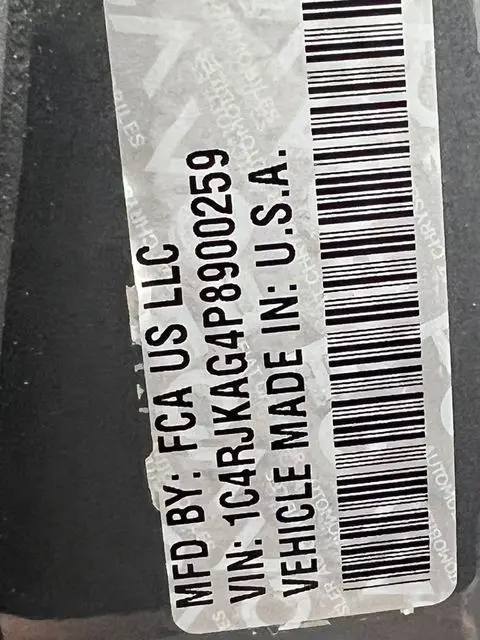 MFD BY: FCA US LLC
VIN: 1C4RJKAG4P8900259
VEHICLE MADE IN: U.S.A.